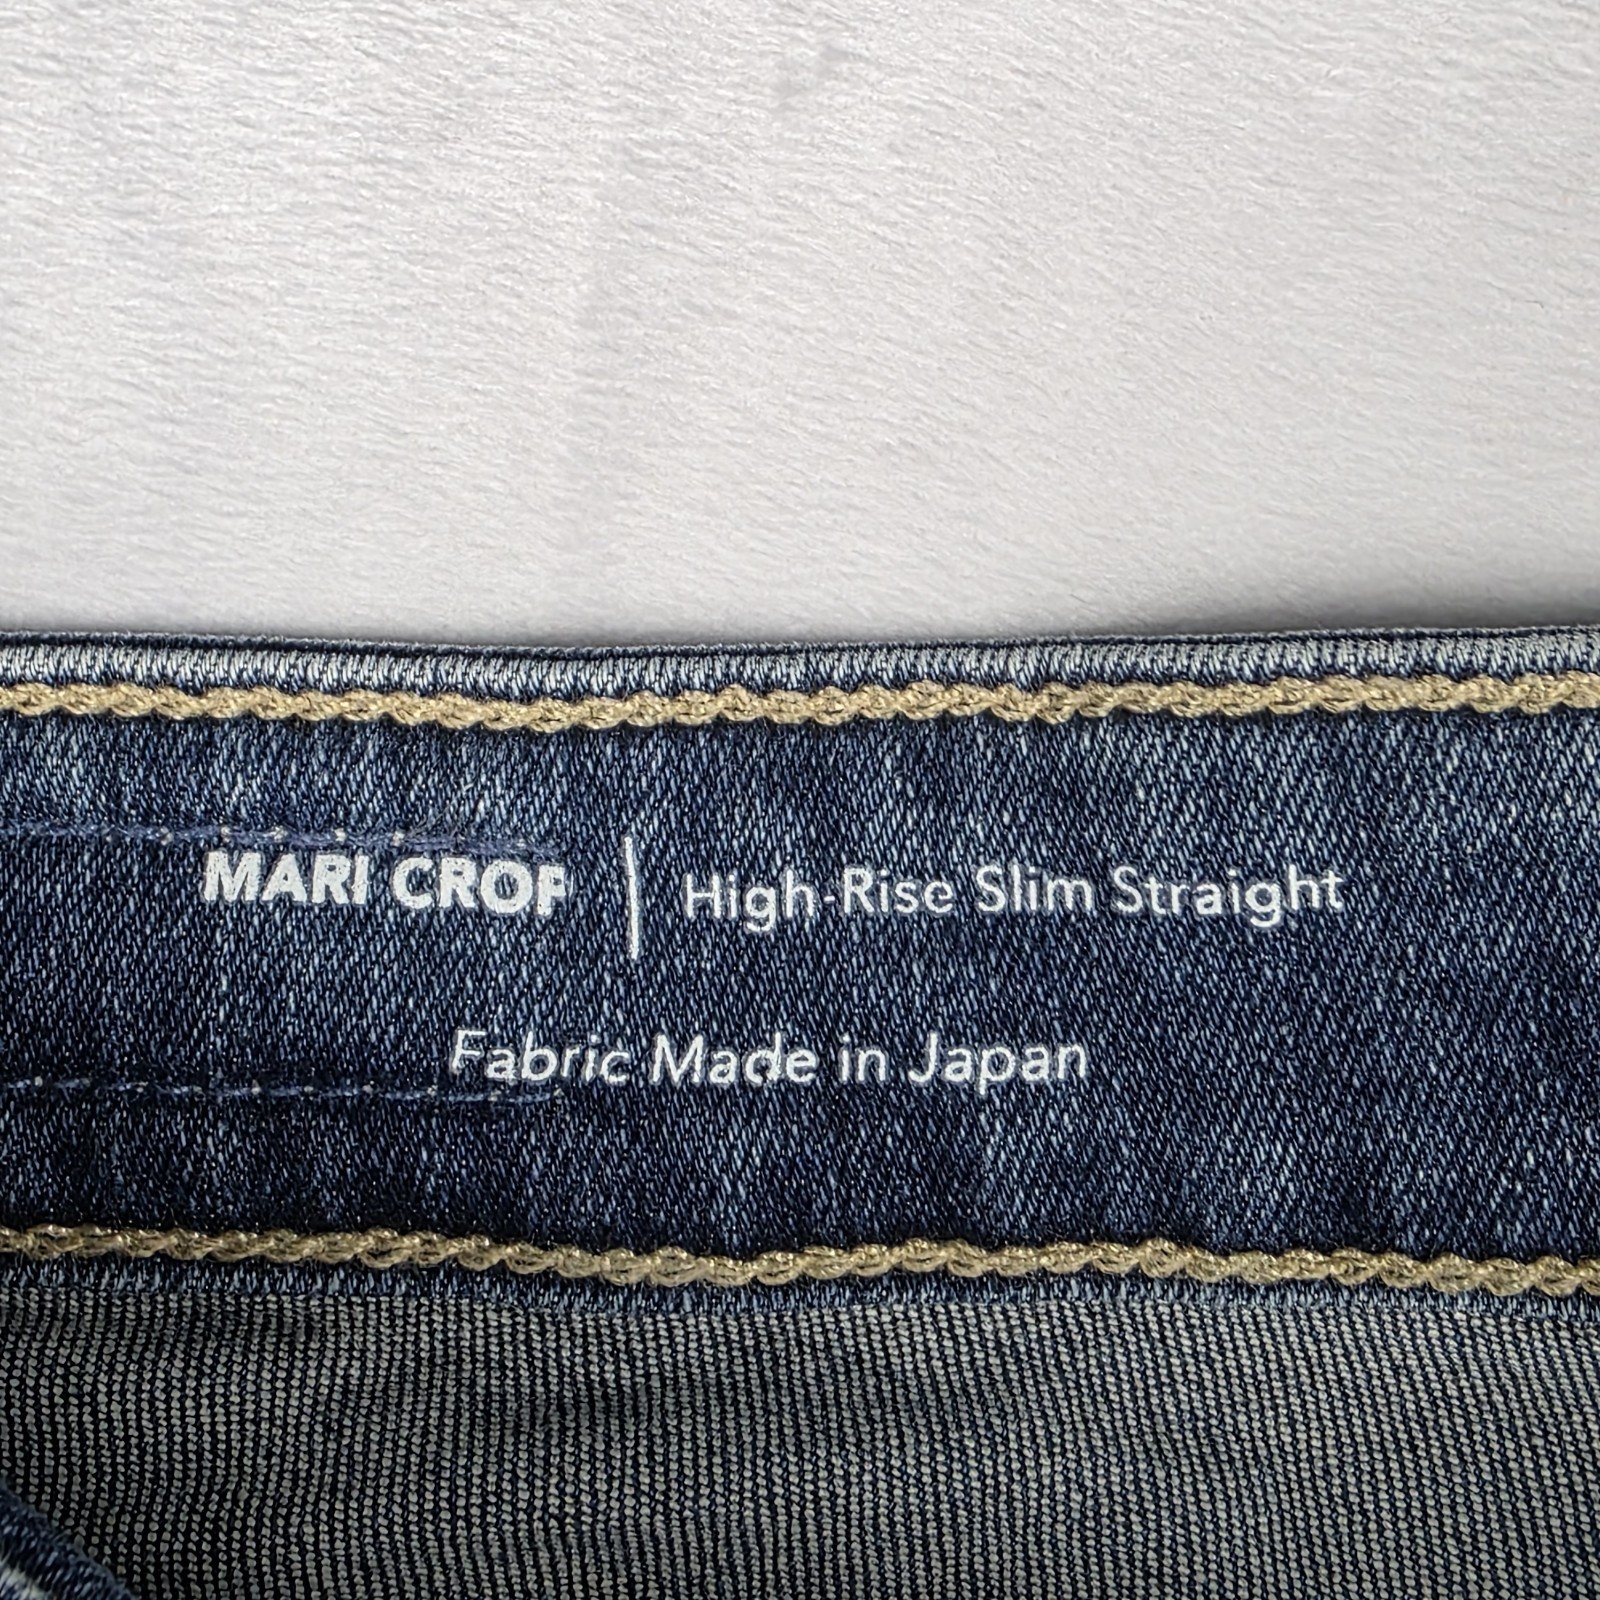 MARI CROP | High-Rise Slim Straight
Fabric Made in Japan